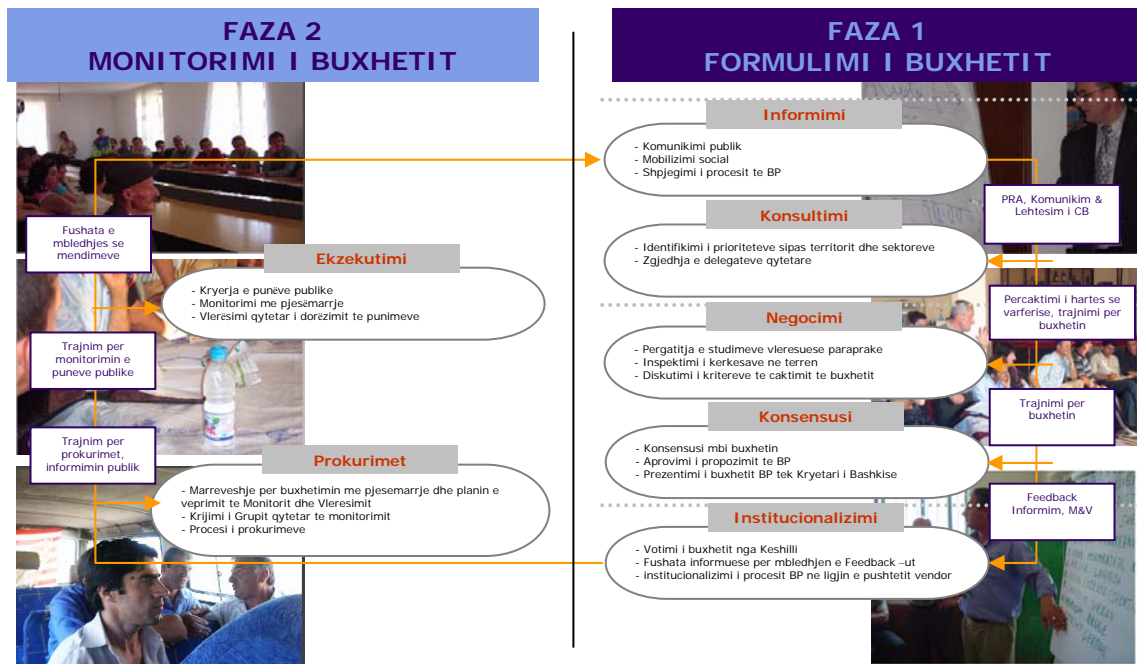 FAZA 2
MONITORIMI I BUXHETIT
FAZA 1
FORMULIMI I BUXHETIT
Informimi
- Komunikimi publik
- Mobilizimi social
- Shpjegimi i procesit te BP
PRA, Komunikim &
Lehtesim i CB
Konsultimi
- Identifikimi i prioriteteve sipas territorit dhe sektoreve
- Zgjedhja e delegateve qytetare
Percaktimi i hartes se
varferise, trajnimi per
buxhetin
Negocimi
- Pergatitja e studimeve vleresuese paraprake
- Inspektimi i kerkesave ne terren
- Diskutimi i kritereve te caktimit te buxhetit
Trajnimi per
buxhetin
Konsensusi
- Konsensusi mbi buxhetin
- Aprovimi i propozimit te BP
- Prezentimi i buxhetit BP tek Kryetari i Bashkise
Feedback
Informim, M&V
Institucionalizimi
- Votimi i buxhetit nga Keshilli
- Fushata informuese per mbledhjen e Feedback –ut
- institucionalizimi i procesit BP ne ligjin e pushtetit vendor
Fushata e
mbledhjes se
mendimeve
Ekzekutimi
- Kryerja e punëve publike
- Monitorimi me pjesëmarrje
- Vlerësimi qytetar i dorëzimit te punimeve
Trajnim per
monitorimin e
puneve publike
Trajnim per
prokurimet,
informimin publik
Prokurimet
- Marreveshje per buxhetimin me pjesemarrje dhe planin e
veprimit te Monitorit dhe Vleresimit
- Krijimi i Grupit qytetar te monitorimit
- Procesi i prokurimeve